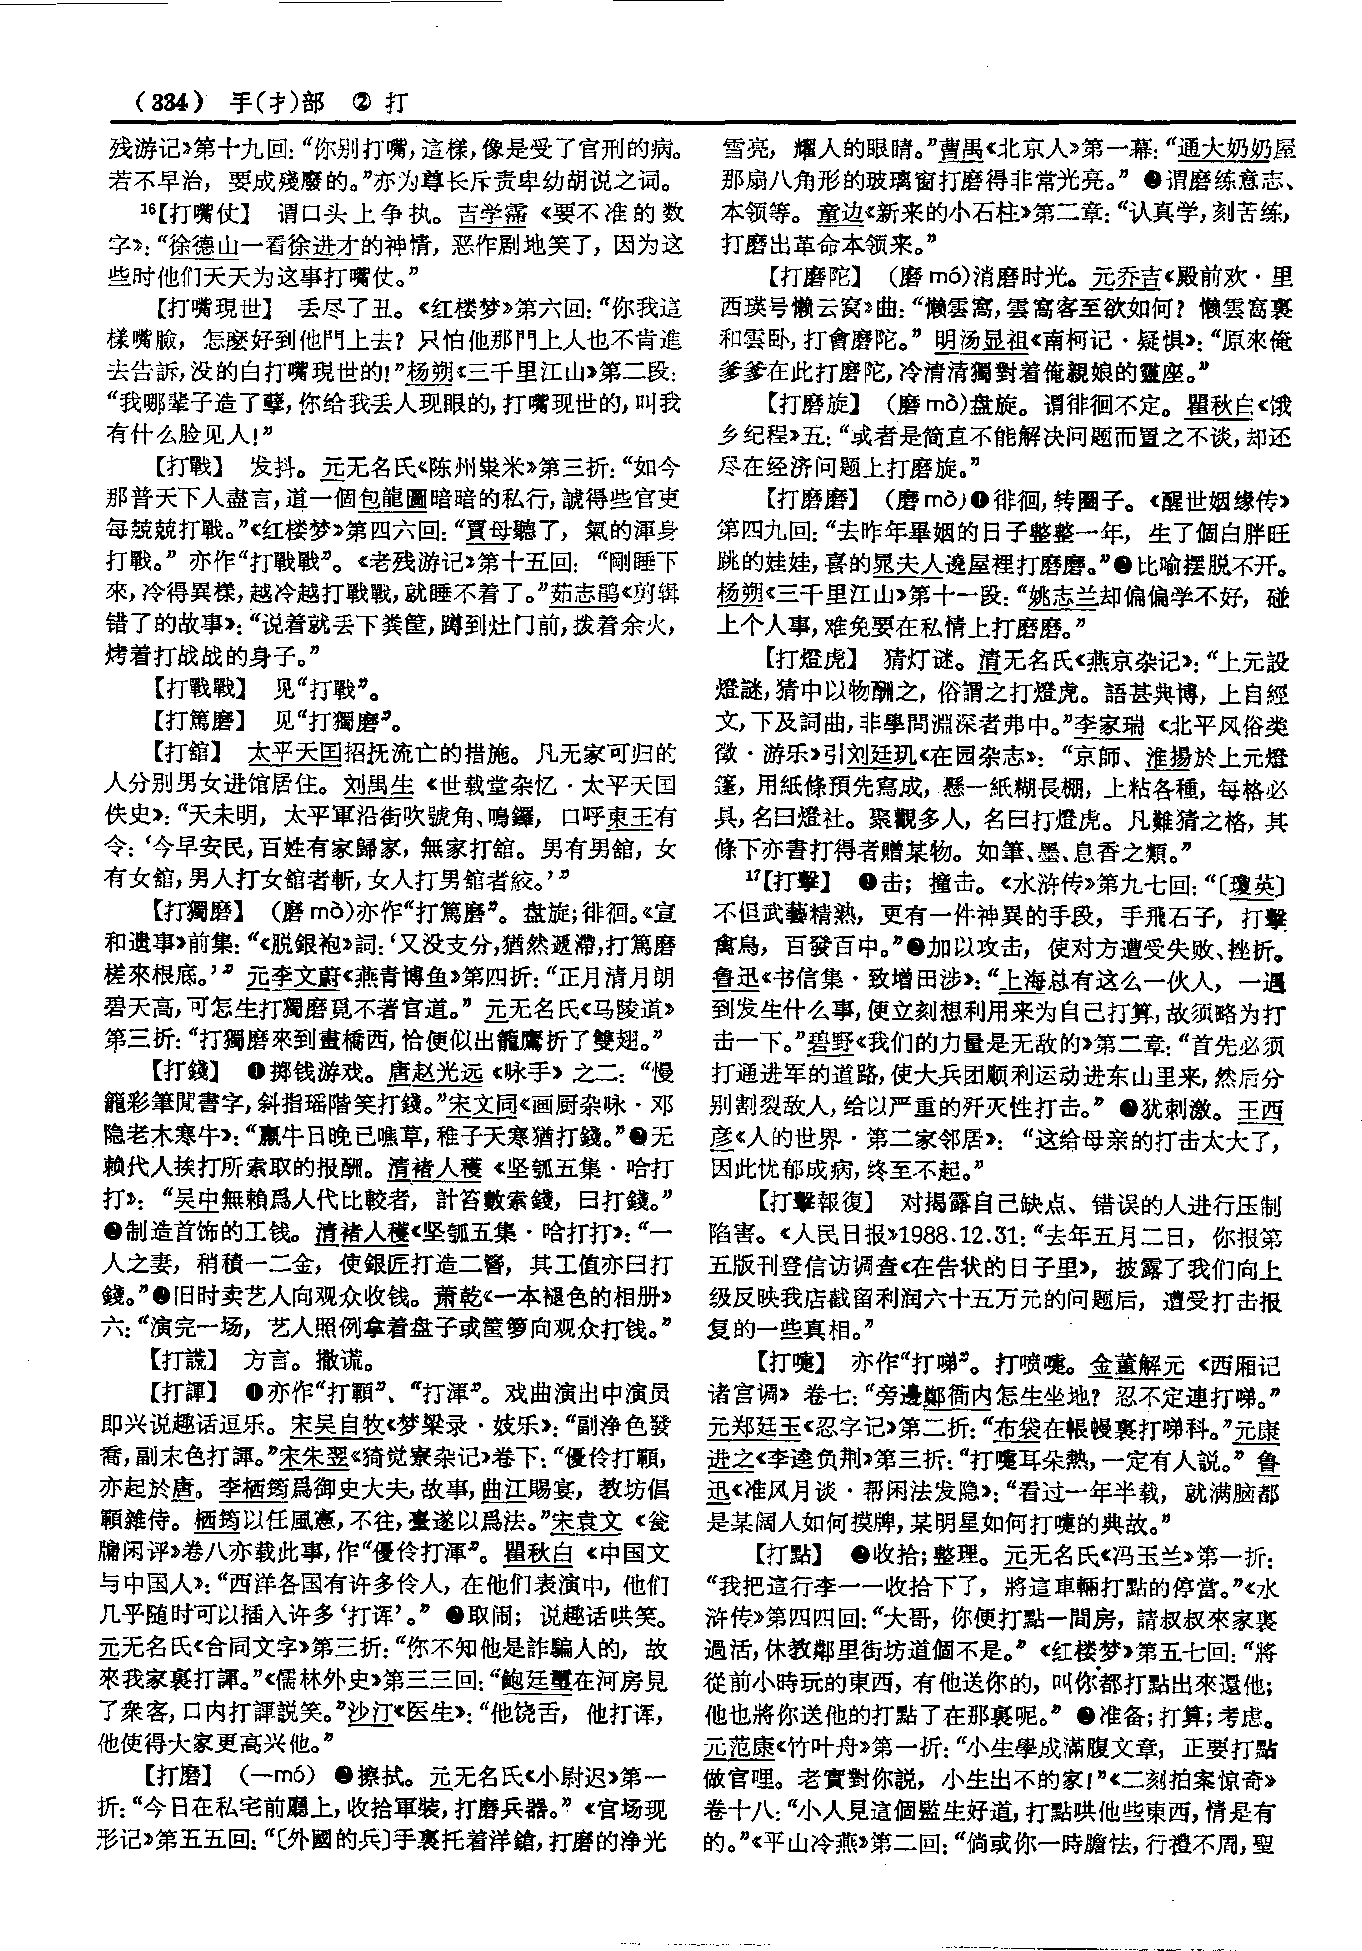 （334） 手(扌)部 ② 打
残游记》第十九回：“你别打嘴，這樣，像是受了官刑的病。
若不早治，要成殘廢的。”亦为尊长斥责卑幼胡说之词。
16【打嘴仗】 谓口头上争执。吉学霈《要不准的数
字》：“徐德山一看徐进才的神情，恶作剧地笑了，因为这
些时他们天天为这事打嘴仗。”
【打嘴現世】 丢尽了丑。《红楼梦》第六回：“你我這
樣嘴臉，怎麽好到他門上去？只怕他那門上人也不肯進
去告訴，没的白打嘴現世的！”杨朔《三千里江山》第二段：
“我哪辈子造了孽，你给我丢人现眼的，打嘴现世的，叫我
有什么脸见人！”
【打戰】 发抖。元无名氏《陈州粜米》第三折：“如今
那普天下人盡言，道一個包龍圖暗暗的私行，諕得些官吏
每兢兢打戰。”《红楼梦》第四六回：“賈母聽了，氣的渾身
打戰。”亦作“打戰戰”。《老残游记》第十五回：“剛睡下
來，冷得異樣，越冷越打戰戰，就睡不着了。”茹志鹃《剪辑
错了的故事》：“说着就丢下粪筐，蹲到灶门前，拨着余火，
烤着打战战的身子。”
【打戰戰】 见“打戰”。
【打篤磨】 见“打獨磨”。
【打舘】 太平天国招抚流亡的措施。凡无家可归的
人分别男女进馆居住。刘禺生《世载堂杂忆·太平天国
佚史》：“天未明，太平軍沿街吹號角、鳴鑼，口呼東王有
令：‘今早安民，百姓有家歸家，無家打舘。男有男舘，女
有女舘，男人打女舘者斬，女人打男舘者絞。’”
【打獨磨】 （磨mò）亦作“打篤磨”。盘旋；徘徊。《宣
和遗事》前集：“《脱銀袍》詞：‘又没支分，猶然遞滯，打篤磨
槎來根底。’”元李文蔚《燕青博鱼》第四折：“正月清月朗
碧天高，可怎生打獨磨覓不著官道。”元无名氏《马陵道》
第三折：“打獨磨來到畫橋西，恰便似出籠鷹折了雙翅。”
【打錢】 ❶掷钱游戏。唐赵光远《咏手》之二：“慢
籠彩筆閒書字，斜指瑶階笑打錢。”宋文同《画厨杂咏·邓
隐老木寒牛》：“羸牛日晚已噍草，稚子天寒猶打錢。”❷无
赖代人挨打所索取的报酬。清褚人穫《坚瓠五集·哈打
打》：“吴中無賴爲人代比較者，計笞數索錢，曰打錢。”
❸制造首饰的工钱。清褚人穫《坚瓠五集·哈打打》：“一
人之妻，稍積一二金，使銀匠打造二簪，其工值亦曰打
錢。”❹旧时卖艺人向观众收钱。萧乾《一本褪色的相册》
六：“演完一场，艺人照例拿着盘子或筐箩向观众打钱。”
【打謊】 方言。撒谎。
【打諢】 ❶亦作“打顐”、“打渾”。戏曲演出中演员
即兴说趣话逗乐。宋吴自牧《梦粱录·妓乐》：“副净色發
喬，副末色打諢。”宋朱翌《猗觉寮杂记》卷下：“優伶打顐，
亦起於唐。李栖筠爲御史大夫，故事，曲江賜宴，教坊倡
顐雜侍。栖筠以任風憲，不往，臺遂以爲法。”宋袁文《瓮
牖闲评》卷八亦载此事，作“優伶打渾”。瞿秋白《中国文
与中国人》：“西洋各国有许多伶人，在他们表演中，他们
几乎随时可以插入许多‘打诨’。”❷取闹；说趣话哄笑。
元无名氏《合同文字》第三折：“你不知他是詐騙人的，故
來我家裏打諢。”《儒林外史》第三三回：“鮑廷璽在河房見
了衆客，口内打諢説笑。”沙汀《医生》：“他饶舌，他打诨，
他使得大家更高兴他。”
【打磨】 （一mó）❶擦拭。元无名氏《小尉迟》第一
折：“今日在私宅前廳上，收拾軍裝，打磨兵器。”《官场现
形记》第五五回：“〔外國的兵〕手裏托着洋鎗，打磨的净光
雪亮，耀人的眼睛。”曹禺《北京人》第一幕：“通大奶奶屋
那扇八角形的玻璃窗打磨得非常光亮。”❷谓磨练意志、
本领等。童边《新来的小石柱》第二章：“认真学，刻苦练，
打磨出革命本领来。”
【打磨陀】 （磨mó）消磨时光。元乔吉《殿前欢·里
西瑛号懒云窝》曲：“懶雲窩，雲窩客至欲如何？懶雲窩裏
和雲卧，打會磨陀。”明汤显祖《南柯记·疑惧》：“原來俺
爹爹在此打磨陀，冷清清獨對着俺親娘的靈座。”
【打磨旋】 （磨mò）盘旋。谓徘徊不定。瞿秋白《饿
乡纪程》五：“或者是简直不能解决问题而置之不谈，却还
尽在经济问题上打磨旋。”
【打磨磨】 （磨mò）❶徘徊，转圈子。《醒世姻缘传》
第四九回：“去昨年畢姻的日子整整一年，生了個白胖旺
跳的娃娃，喜的晁夫人遶屋裡打磨磨。”❷比喻摆脱不开。
杨朔《三千里江山》第十一段：“姚志兰却偏偏学不好，碰
上个人事，难免要在私情上打磨磨。”
【打燈虎】 猜灯谜。清无名氏《燕京杂记》：“上元設
燈謎，猜中以物酬之，俗謂之打燈虎。語甚典博，上自經
文，下及詞曲，非學問淵深者弗中。”李家瑞《北平风俗类
徵·游乐》引刘廷玑《在园杂志》：“京師、淮揚於上元燈
篷，用紙條預先寫成，懸一紙糊長棚，上粘各種，每格必
具，名曰燈社。聚觀多人，名曰打燈虎。凡難猜之格，其
條下亦書打得者贈某物。如筆、墨、息香之類。”
17【打擊】 ❶击；撞击。《水浒传》第九七回：“〔瓊英〕
不但武藝精熟，更有一件神異的手段，手飛石子，打擊
禽鳥，百發百中。”❷加以攻击，使对方遭受失败、挫折。
鲁迅《书信集·致增田涉》：“上海总有这么一伙人，一遇
到发生什么事，便立刻想利用来为自己打算，故须略为打
击一下。”碧野《我们的力量是无敌的》第二章：“首先必须
打通进军的道路，使大兵团顺利运动进东山里来，然后分
别割裂敌人，给以严重的歼灭性打击。”❸犹刺激。王西
彦《人的世界·第二家邻居》：“这给母亲的打击太大了，
因此忧郁成病，终至不起。”
【打擊報復】 对揭露自己缺点、错误的人进行压制
陷害。《人民日报》1988.12.31：“去年五月二日，你报第
五版刊登信访调查《在告状的日子里》，披露了我们向上
级反映我店截留利润六十五万元的问题后，遭受打击报
复的一些真相。”
【打嚏】 亦作“打嚔”。打喷嚏。金董解元《西厢记
诸宫调》卷七：“旁邊鄭衙内怎生坐地？忍不定連打嚔。”
元郑廷玉《忍字记》第二折：“布袋在帳幔裏打嚔科。”元康
进之《李逵负荆》第三折：“打嚏耳朵熱，一定有人説。”鲁
迅《准风月谈·帮闲法发隐》：“看过一年半载，就满脑都
是某阔人如何摸牌，某明星如何打嚏的典故。”
【打點】 ❶收拾；整理。元无名氏《冯玉兰》第一折：
“我把這行李一一收拾下了，將這車輛打點的停當。”《水
浒传》第四四回：“大哥，你便打點一間房，請叔叔來家裏
過活，休教鄰里街坊道個不是。”《红楼梦》第五七回：“將
從前小時玩的東西，有他送你的，叫你都打點出來還他；
他也將你送他的打點了在那裏呢。”❷准备；打算；考虑。
元范康《竹叶舟》第一折：“小生學成滿腹文章，正要打點
做官哩。老實對你説，小生出不的家！”《二刻拍案惊奇》
卷十八：“小人見這個監生好道，打點哄他些東西，情是有
的。”《平山冷燕》第二回：“倘或你一時膽怯，行禮不周，聖